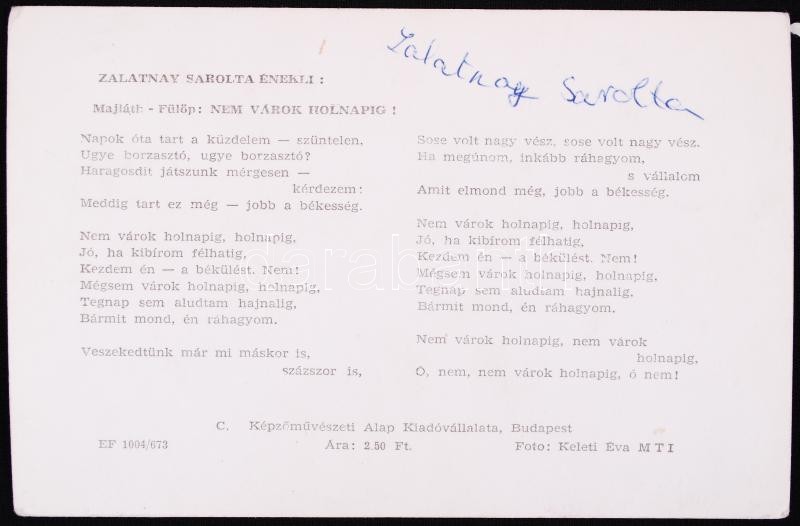 Zalatnay Sarolta
ZALATNAY SAROLTA ÉNEKLI :
Majláth - Fülöp: NEM VÁROK HOLNAPIG !
Napok óta tart a küzdelem — szüntelen,
Ugye borzasztó, ugye borzasztó?
Haragosdit játszunk mérgesen —
kérdezem:
Meddig tart ez még — jobb a békesség.
Nem várok holnapig, holnapig,
Jó, ha kibírom félhatig,
Kezdem én — a békülést. Nem!
Mégsem várok holnapig, holnapig,
Tegnap sem aludtam hajnalig,
Bármit mond, én ráhagyom.
Veszekedtünk már mi máskor is,
százszor is,
Sose volt nagy vész, sose volt nagy vész.
Ha megúnom, inkább ráhagyom,
s vállalom
Amit elmond még, jobb a békesség.
Nem várok holnapig, holnapig,
Jó, ha kibírom félhatig,
Kezdem én — a békülést. Nem!
Mégsem várok holnapig, holnapig,
Tegnap sem aludtam hajnalig,
Bármit mond, én ráhagyom.
Nem várok holnapig, nem várok
holnapig,
Ó, nem, nem várok holnapig, ó nem!
C. Képzőművészeti Alap Kiadóvállalata, Budapest
EF 1004/673 Ára: 2.50 Ft. Foto: Keleti Éva MTI
darabanth